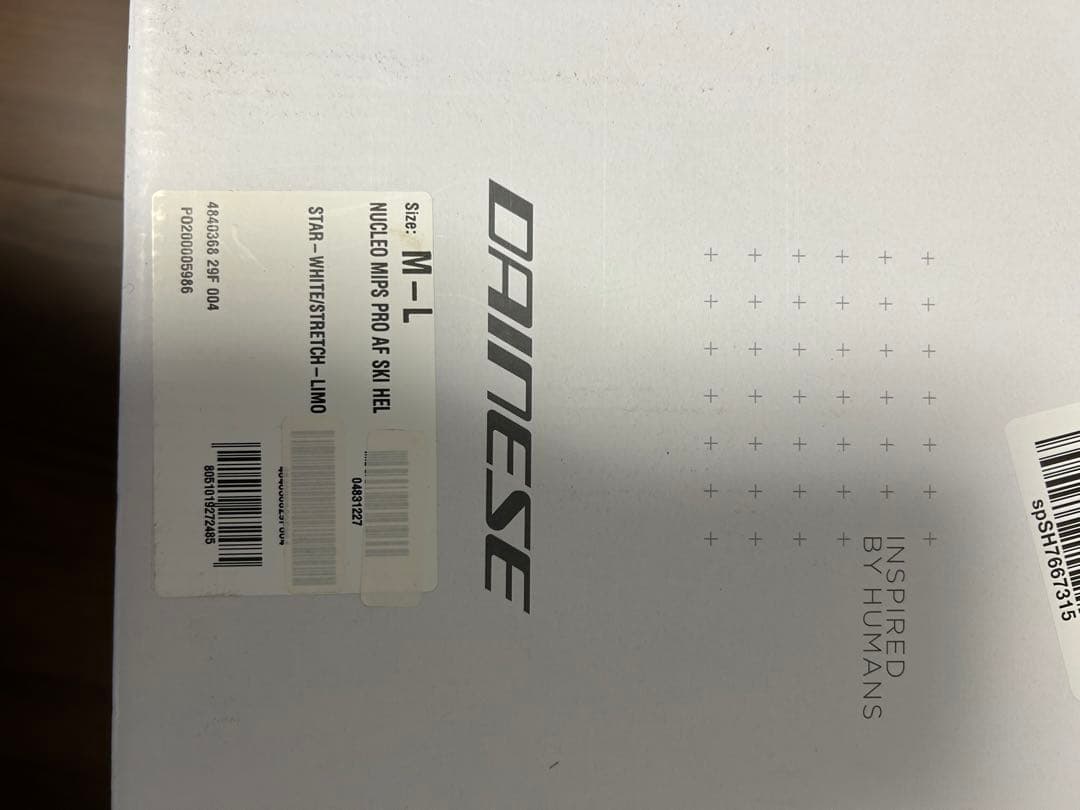 INSPIRED
BY HUMANS
DAINESE
Size: M-L
NUCLEO MIPS PRO AF SKI HEL
04831227
STAR-WHITE/STRETCH-LIMO
4840368 29F 004
PO200005986
8051019272485
spSH7667315